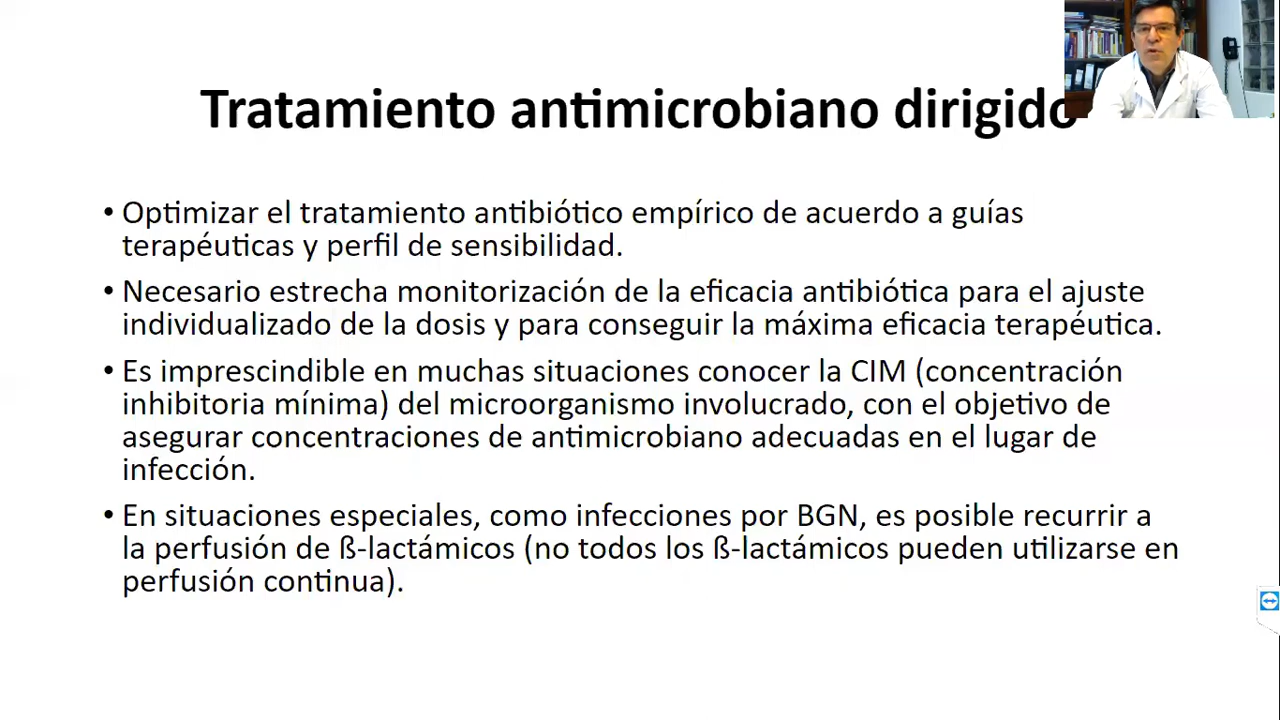 Tratamiento antimicrobiano dirigido
• Optimizar el tratamiento antibiótico empírico de acuerdo a guías
terapéuticas y perfil de sensibilidad.
• Necesario estrecha monitorización de la eficacia antibiótica para el ajuste
individualizado de la dosis y para conseguir la máxima eficacia terapéutica.
• Es imprescindible en muchas situaciones conocer la CIM (concentración
inhibitoria mínima) del microorganismo involucrado, con el objetivo de
asegurar concentraciones de antimicrobiano adecuadas en el lugar de
infección.
• En situaciones especiales, como infecciones por BGN, es posible recurrir a
la perfusión de ß-lactámicos (no todos los ß-lactámicos pueden utilizarse en
perfusión continua).